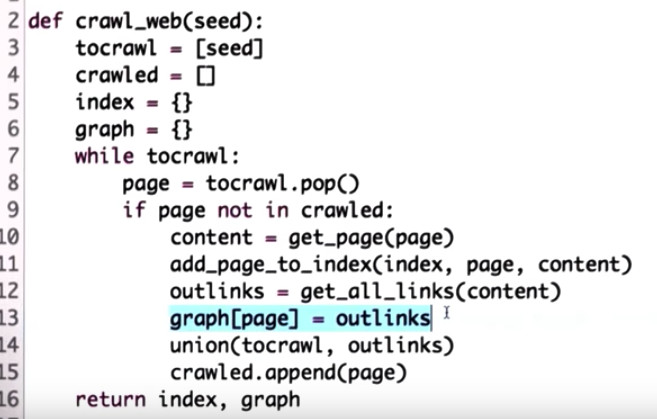 2 def crawl_web(seed):
3     tocrawl = [seed]
4     crawled = []
5     index = {}
6     graph = {}
7     while tocrawl:
8         page = tocrawl.pop()
9         if page not in crawled:
10             content = get_page(page)
11             add_page_to_index(index, page, content)
12             outlinks = get_all_links(content)
13             graph[page] = outlinks
14             union(tocrawl, outlinks)
15             crawled.append(page)
16     return index, graph